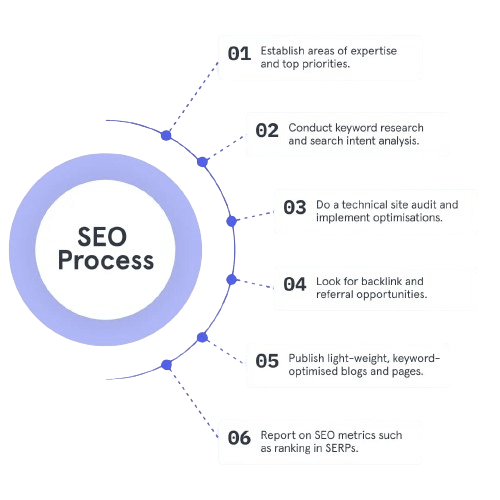 SEO
Process
01
Establish areas of expertise
and top priorities.
02
Conduct keyword research
and search intent analysis.
03
Do a technical site audit and
implement optimisations.
04
Look for backlink and
referral opportunities.
05
Publish light-weight, keyword-
optimised blogs and pages.
06
Report on SEO metrics such
as ranking in SERPs.